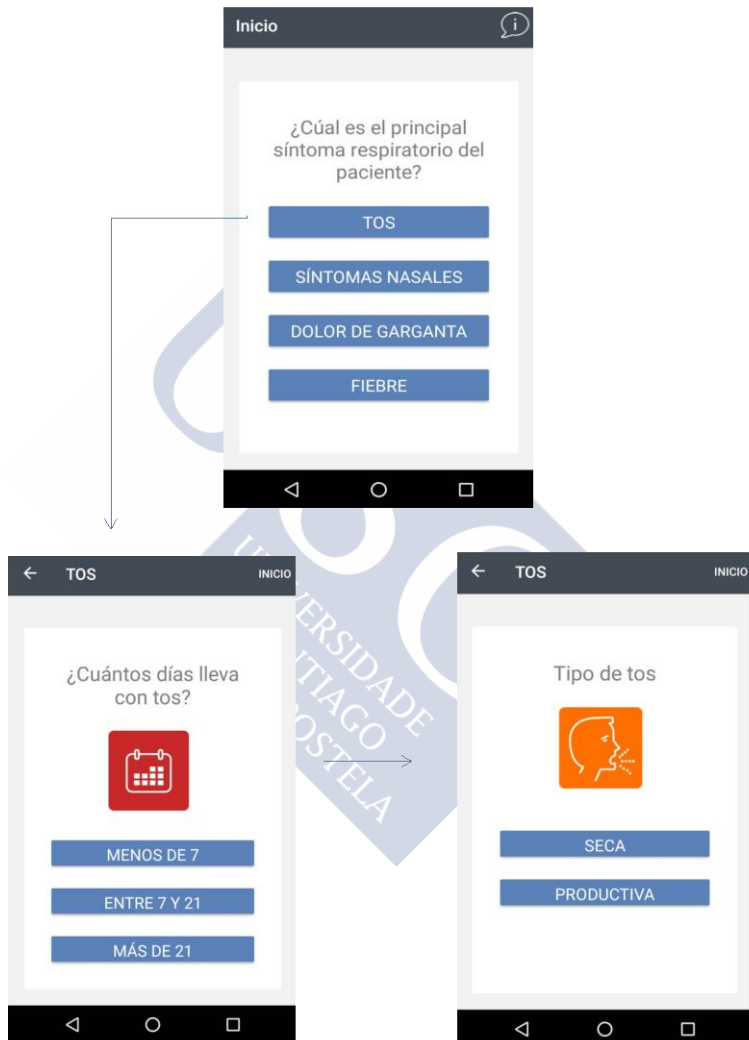 Inicio
¿Cúal es el principal
síntoma respiratorio del
paciente?
TOS
SÍNTOMAS NASALES
DOLOR DE GARGANTA
FIEBRE
TOS
INICIO
¿Cuántos días lleva
con tos?
MENOS DE 7
ENTRE 7 Y 21
MÁS DE 21
TOS
INICIO
Tipo de tos
SECA
PRODUCTIVA